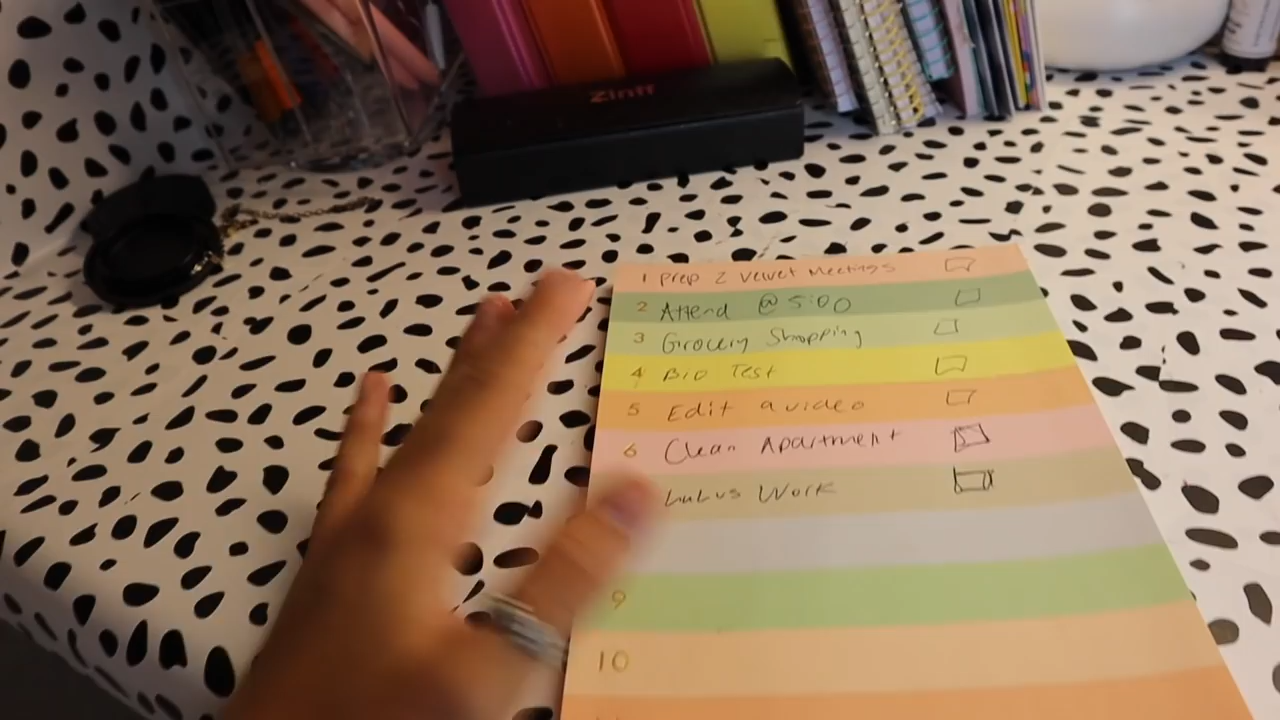 Zinff
1 Prep 2 Velvet Meetings
2 Attend @ 5:00
3 Grocery Shopping
4 Bio Test
5 Edit a video
6 Clean Apartment
Lulus Work
9
10